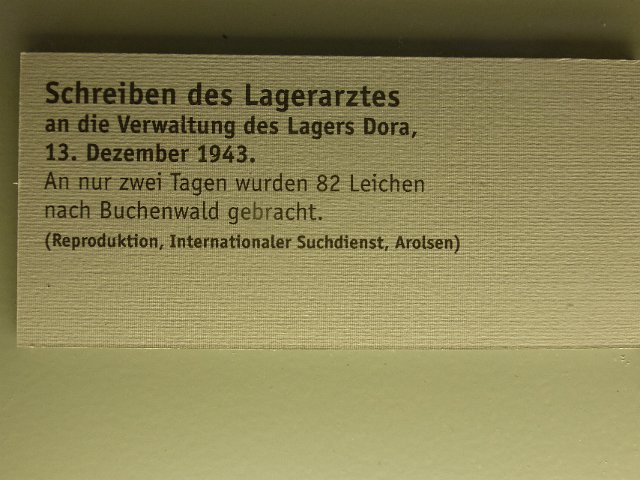 Schreiben des Lagerarztes
an die Verwaltung des Lagers Dora,
13. Dezember 1943.
An nur zwei Tagen wurden 82 Leichen
nach Buchenwald gebracht.
(Reproduktion, Internationaler Suchdienst, Arolsen)